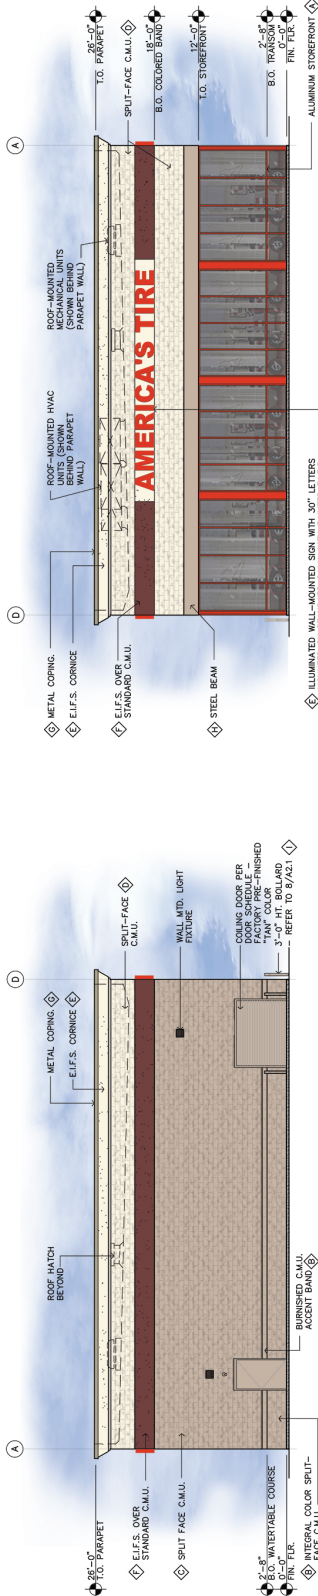 A
D
26'-0"
T.O. PARAPET
ROOF HATCH
BEYOND
METAL COPING. G
E.I.F.S. CORNICE E
F E.I.F.S. OVER
STANDARD C.M.U.
C SPLIT FACE C.M.U.
SPLIT-FACE D
C.M.U.
WALL MTD. LIGHT
FIXTURE
COILING DOOR PER
DOOR SCHEDULE –
FACTORY PRE-FINISHED
"TAN" COLOR
3'-0" HT. BOLLARD
– REFER TO 8/A2.1 I
2'-8"
B.O. WATERTABLE COURSE
0'-0"
FIN. FLR.
BURNISHED C.M.U.
ACCENT BAND B
B INTEGRAL COLOR SPLIT-
FACE C.M.U.
D
A
G METAL COPING.
E E.I.F.S. CORNICE
F E.I.F.S. OVER
STANDARD C.M.U.
H STEEL BEAM
ROOF-MOUNTED HVAC
UNITS (SHOWN
BEHIND PARAPET
WALL)
ROOF-MOUNTED
MECHANICAL UNITS
(SHOWN BEHIND
PARAPET WALL)
AMERICA'S TIRE
26'-0"
T.O. PARAPET
SPLIT-FACE C.M.U. D
18'-0"
B.O. COLORED BAND
12'-0"
T.O. STOREFRONT
2'-8"
B.O. TRANSOM
0'-0"
FIN. FLR.
E ILLUMINATED WALL-MOUNTED SIGN WITH 30" LETTERS
ALUMINUM STOREFRONT A